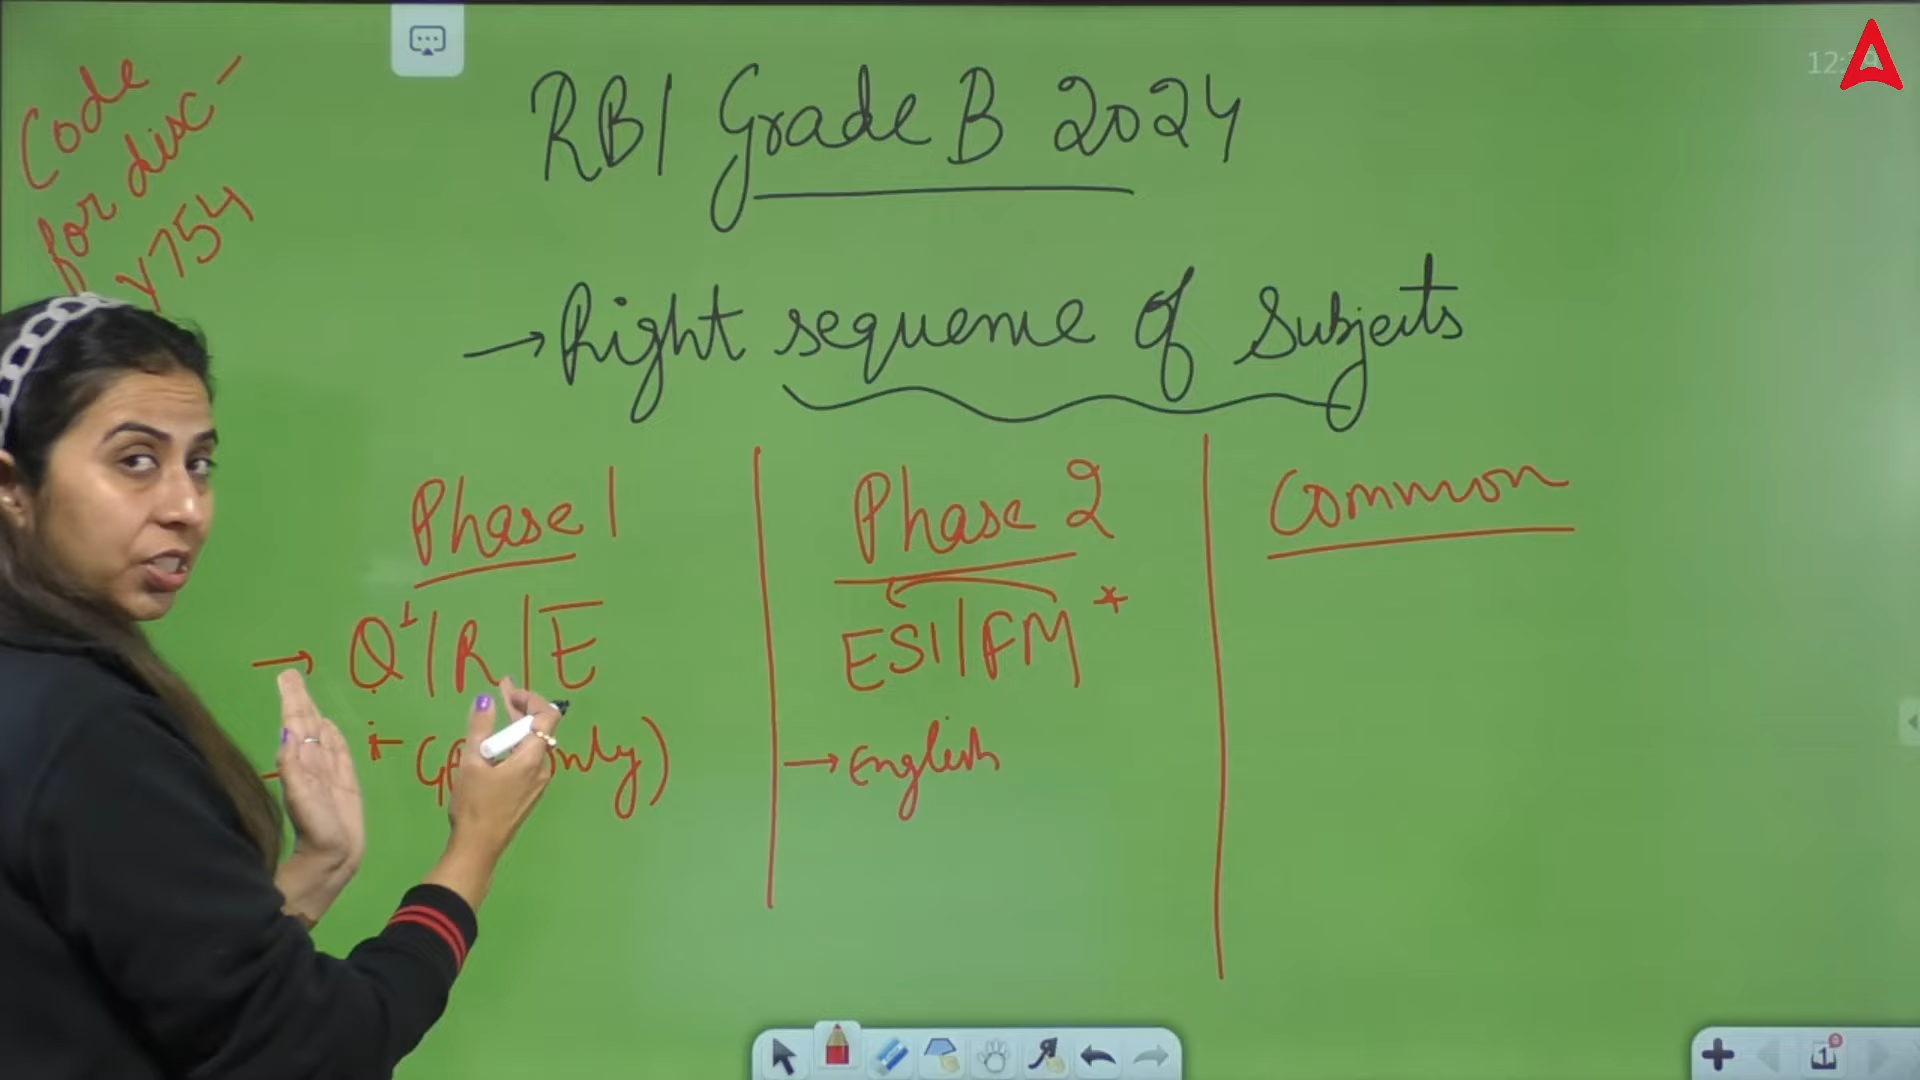 Code
for disc -
Y754
RBI Grade B 2024
→ Right sequence of Subjects
Phase 1
Phase 2
Common
→ Q / R / E
only)
ESI / FM *
→ English